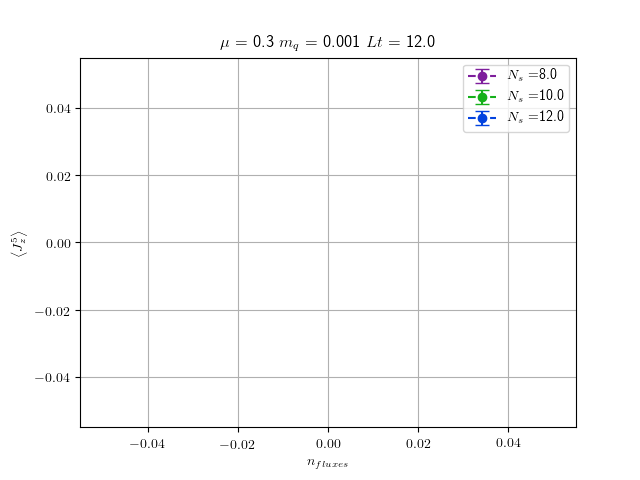 μ = 0.3 m_q = 0.001 Lt = 12.0
N_s =8.0
N_s =10.0
N_s =12.0
⟨J_z^5⟩
0.04
0.02
0.00
−0.02
−0.04
−0.04
−0.02
0.00
0.02
0.04
n_{fluxes}